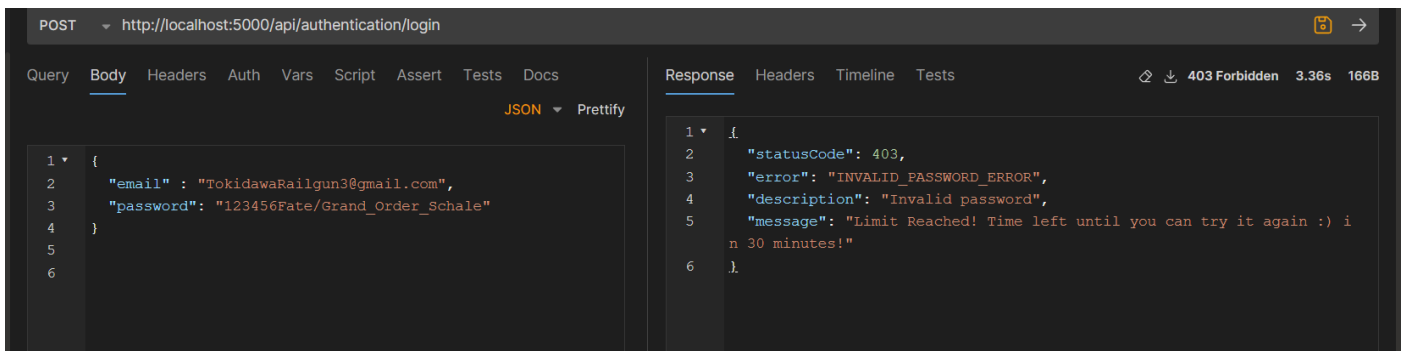 POST http://localhost:5000/api/authentication/login
Query Body Headers Auth Vars Script Assert Tests Docs
JSON Prettify
1 {
2 "email" : "TokidawaRailgun3@gmail.com",
3 "password": "123456Fate/Grand_Order_Schale"
4 }
5
6
Response Headers Timeline Tests 403 Forbidden 3.36s 166B
1 {
2 "statusCode": 403,
3 "error": "INVALID_PASSWORD_ERROR",
4 "description": "Invalid password",
5 "message": "Limit Reached! Time left until you can try it again :) i
n 30 minutes!"
6 }